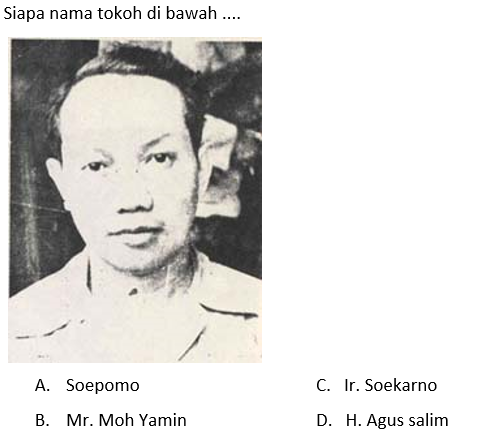 Siapa nama tokoh di bawah ....
A. Soepomo
C. Ir. Soekarno
B. Mr. Moh Yamin
D. H. Agus salim